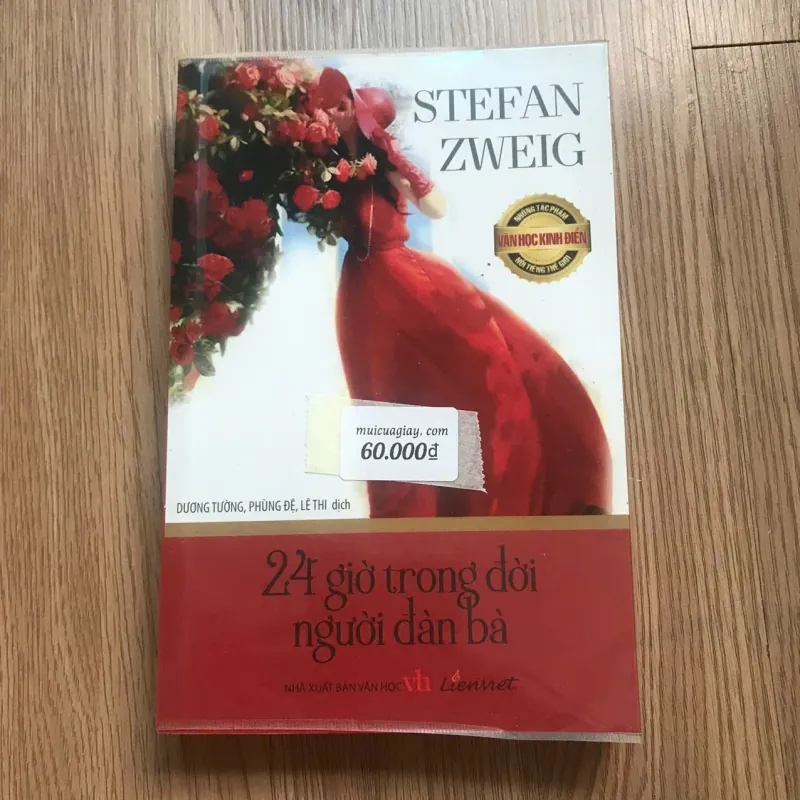 STEFAN
ZWEIG
NHỮNG TÁC PHẨM
VĂN HỌC KINH ĐIỂN
NỔI TIẾNG THẾ GIỚI
muicuagiay. com
60.000₫
DƯƠNG TƯỜNG, PHÙNG ĐỆ, LÊ THI dịch
24 giờ trong đời
người đàn bà
NHÀ XUẤT BẢN VĂN HỌC vh Lienviet